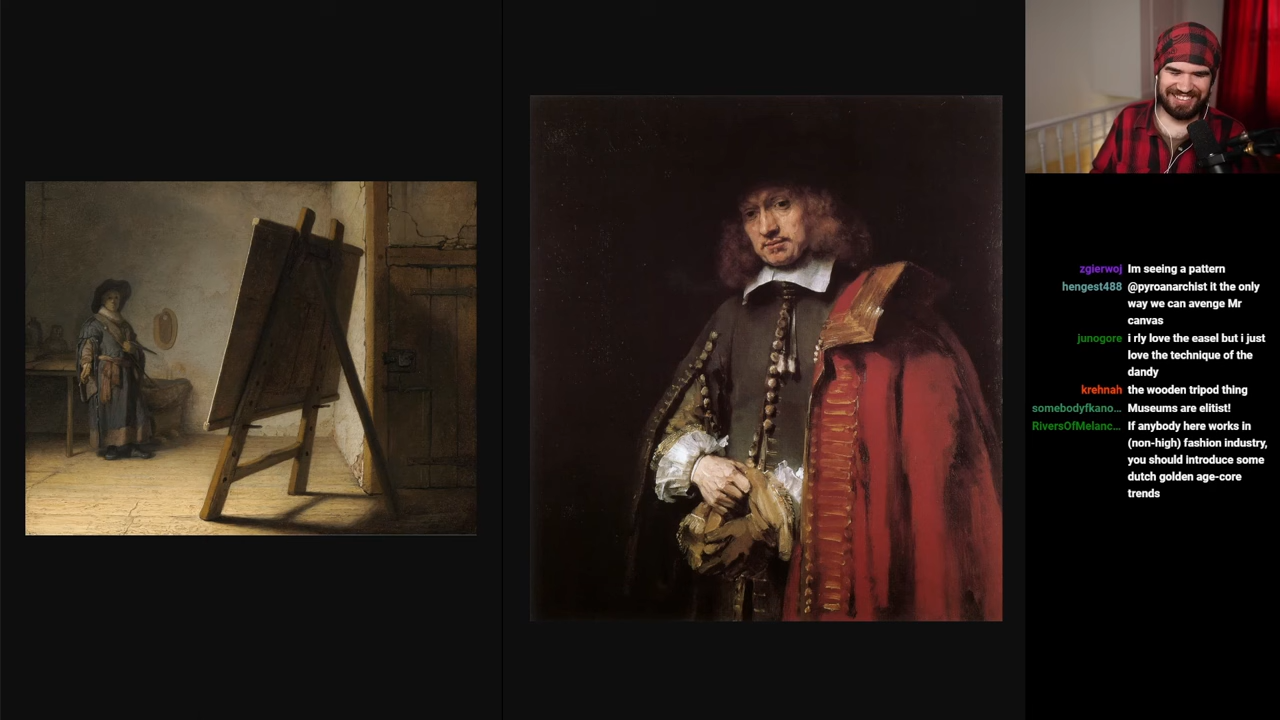 zgierwoj Im seeing a pattern
hengest488 @pyroanarchist it the only
way we can avenge Mr
canvas
junogore i rly love the easel but i just
love the technique of the
dandy
krehnah the wooden tripod thing
somebodyfkano... Museums are elitist!
RiversOfMelanc... If anybody here works in
(non-high) fashion industry,
you should introduce some
dutch golden age-core
trends